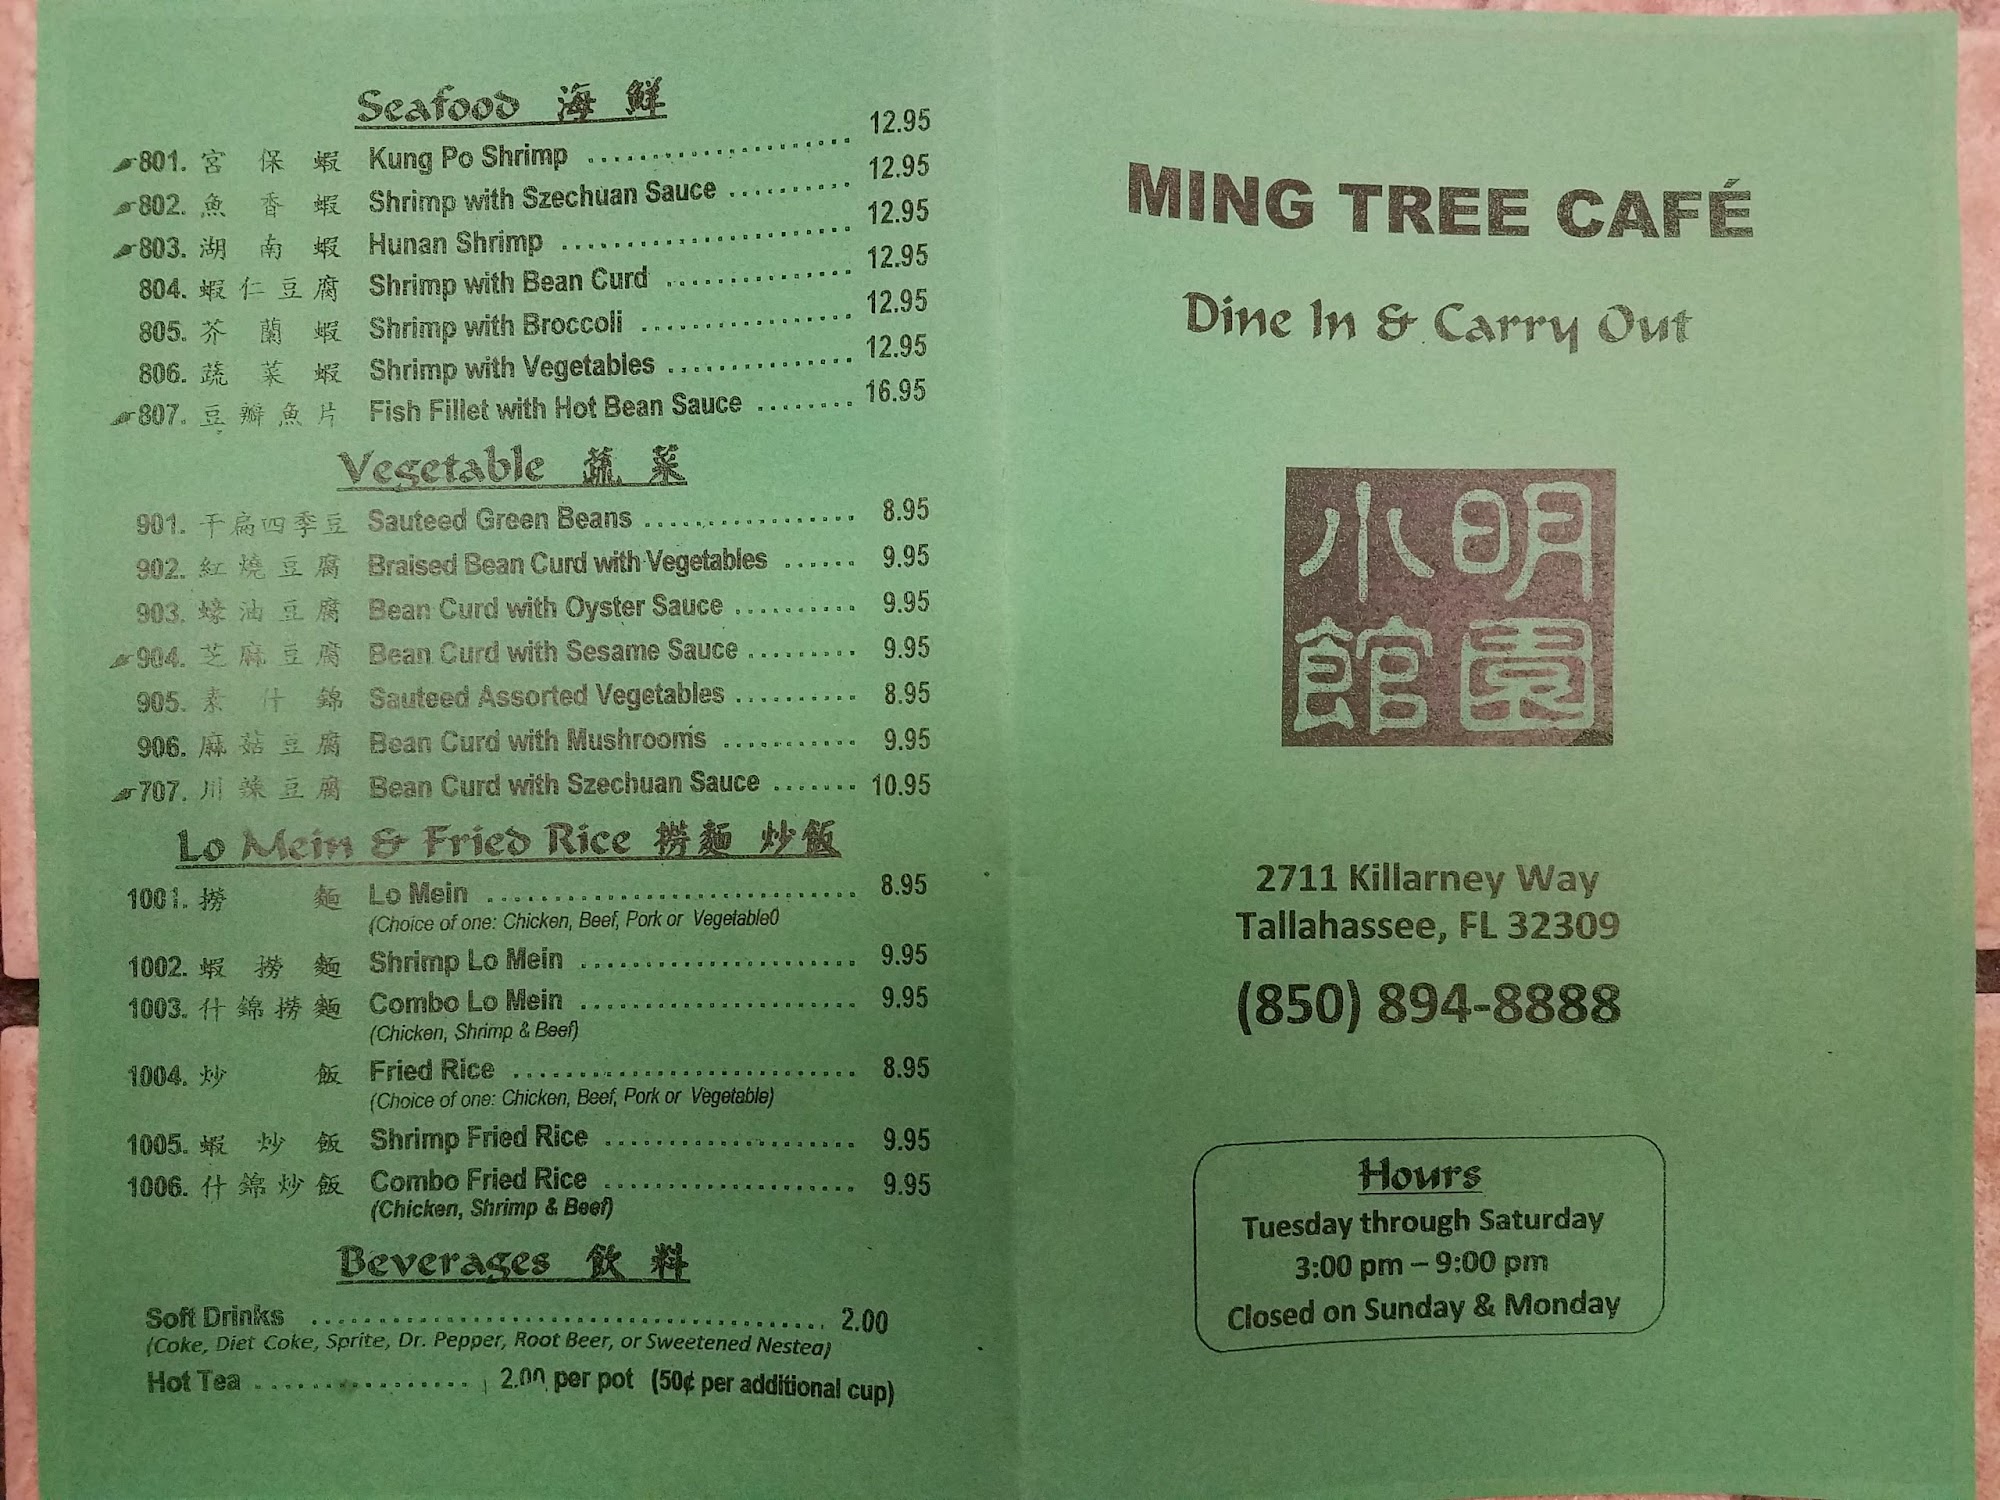 Seafood 海 鮮
801. 宮 保 蝦 Kung Po Shrimp 12.95
802. 魚 香 蝦 Shrimp with Szechuan Sauce 12.95
803. 湖 南 蝦 Hunan Shrimp 12.95
804. 蝦仁豆腐 Shrimp with Bean Curd 12.95
805. 芥 蘭 蝦 Shrimp with Broccoli 12.95
806. 蔬 菜 蝦 Shrimp with Vegetables 12.95
807. 豆瓣魚片 Fish Fillet with Hot Bean Sauce 16.95
Vegetable 蔬 菜
901. 干扁四季豆 Sauteed Green Beans 8.95
902. 紅燒豆腐 Braised Bean Curd with Vegetables 9.95
903. 蠔油豆腐 Bean Curd with Oyster Sauce 9.95
904. 芝麻豆腐 Bean Curd with Sesame Sauce 9.95
905. 素 什 錦 Sauteed Assorted Vegetables 8.95
906. 麻菇豆腐 Bean Curd with Mushrooms 9.95
707. 川辣豆腐 Bean Curd with Szechuan Sauce 10.95
Lo Mein & Fried Rice 撈麵 炒飯
1001. 撈 麵 Lo Mein 8.95
(Choice of one: Chicken, Beef, Pork or Vegetable0
1002. 蝦 撈 麵 Shrimp Lo Mein 9.95
1003. 什錦撈麵 Combo Lo Mein 9.95
(Chicken, Shrimp & Beef)
1004. 炒 飯 Fried Rice 8.95
(Choice of one: Chicken, Beef, Pork or Vegetable)
1005. 蝦 炒 飯 Shrimp Fried Rice 9.95
1006. 什錦炒飯 Combo Fried Rice 9.95
(Chicken, Shrimp & Beef)
Beverages 飲 料
Soft Drinks 2.00
(Coke, Diet Coke, Sprite, Dr. Pepper, Root Beer, or Sweetened Nestea)
Hot Tea 2.00 per pot (50¢ per additional cup)
MING TREE CAFÉ
Dine In & Carry Out
明園
小館
2711 Killarney Way
Tallahassee, FL 32309
(850) 894-8888
Hours
Tuesday through Saturday
3:00 pm – 9:00 pm
Closed on Sunday & Monday